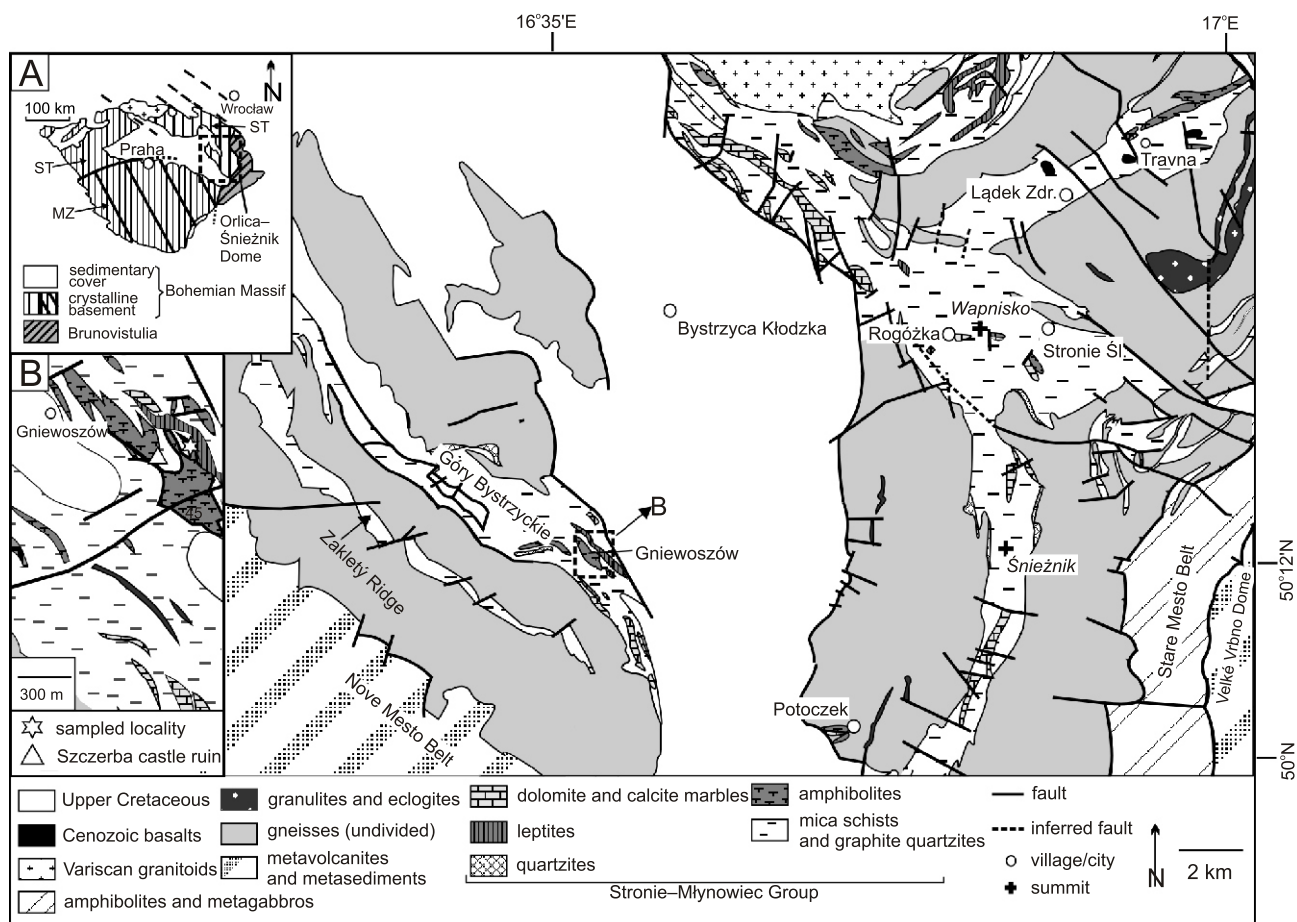 16°35'E
17°E
A
100 km
N
Wrocław
ST
Praha
ST
MZ
Orlica–
Śnieżnik
Dome
sedimentary
cover
crystalline
basement
Bohemian Massif
Brunovistulia
B
Gniewoszów
300 m
sampled locality
Szczerba castle ruin
Travna
Lądek Zdr.
Wapnisko
Bystrzyca Kłodzka
Rogóżka
Stronie Śl.
Góry Bystrzyckie
B
Gniewoszów
Zakletý Ridge
Śnieżnik
50°12'N
Stare Mesto Belt
Velké Vrbno Dome
Nove Mesto Belt
Potoczek
50°N
Upper Cretaceous
Cenozoic basalts
Variscan granitoids
amphibolites and metagabbros
granulites and eclogites
gneisses (undivided)
metavolcanites
and metasediments
dolomite and calcite marbles
leptites
quartzites
amphibolites
mica schists
and graphite quartzites
Stronie–Młynowiec Group
fault
inferred fault
village/city
summit
N
2 km